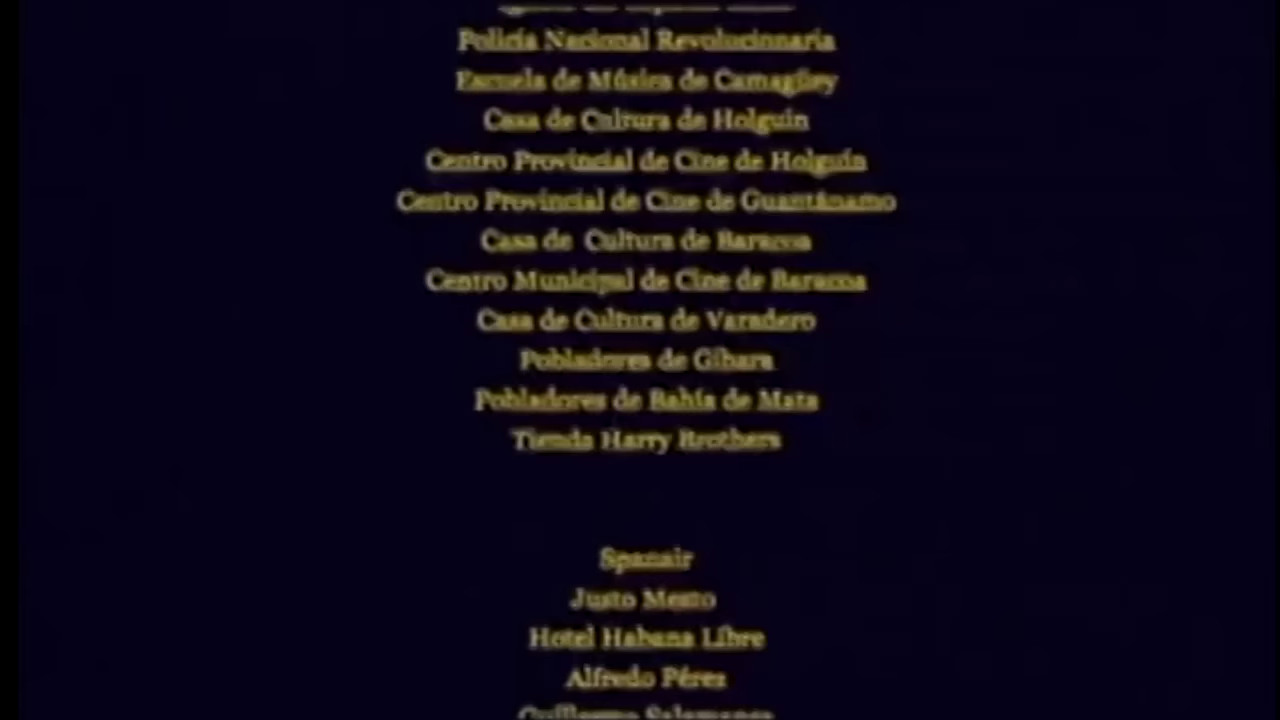 Policía Nacional Revolucionaria
Escuela de Música de Camagüey
Casa de Cultura de Holguín
Centro Provincial de Cine de Holguín
Centro Provincial de Cine de Guantánamo
Casa de Cultura de Baracoa
Centro Municipal de Cine de Baracoa
Casa de Cultura de Varadero
Pobladores de Gibara
Pobladores de Bahía de Mata
Tienda Harry Brothers
Spanair
Justo Mesto
Hotel Habana Libre
Alfredo Pérez
Guillermo Salamanca